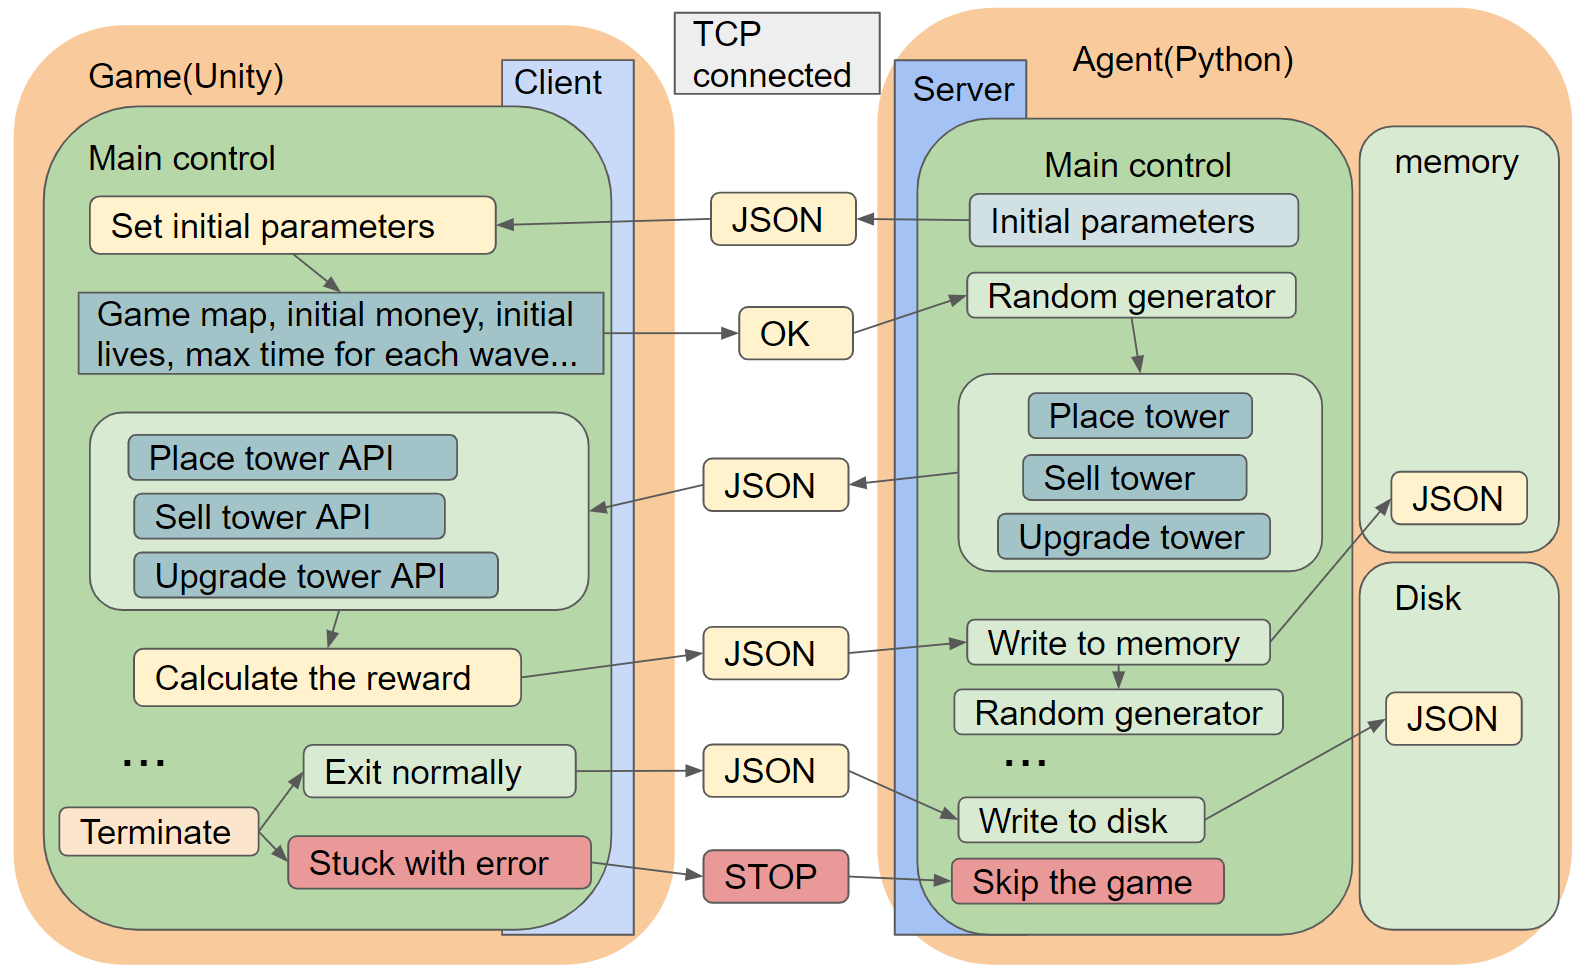 TCP
connected
Game(Unity)
Client
Main control
Set initial parameters
Game map, initial money, initial
lives, max time for each wave...
Place tower API
Sell tower API
Upgrade tower API
Calculate the reward
...
Exit normally
Terminate
Stuck with error
JSON
OK
JSON
JSON
JSON
STOP
Agent(Python)
Server
Main control
Initial parameters
Random generator
Place tower
Sell tower
Upgrade tower
Write to memory
Random generator
...
Write to disk
Skip the game
memory
JSON
Disk
JSON